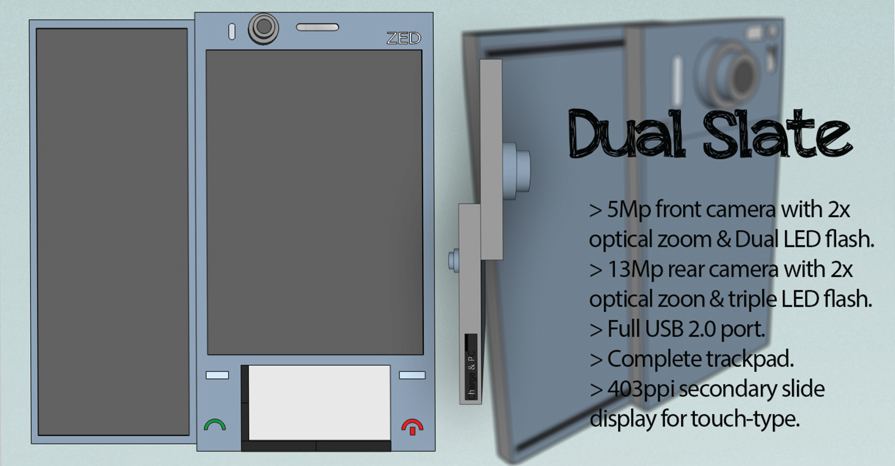 ZED
Dual Slate
> 5Mp front camera with 2x
optical zoom & Dual LED flash.
> 13Mp rear camera with 2x
optical zoon & triple LED flash.
> Full USB 2.0 port.
> Complete trackpad.
> 403ppi secondary slide
display for touch-type.